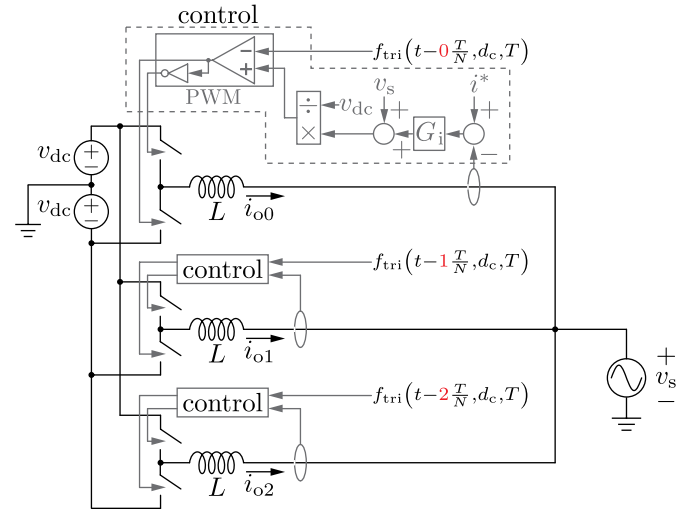 control
f_tri(t−0 T/N, d_c, T)
− +
PWM
÷ ×
v_dc
v_s
i*
+ + + −
G_i
v_dc + −
v_dc + −
L i_o0
control
f_tri(t−1 T/N, d_c, T)
L i_o1
+ v_s −
control
f_tri(t−2 T/N, d_c, T)
L i_o2